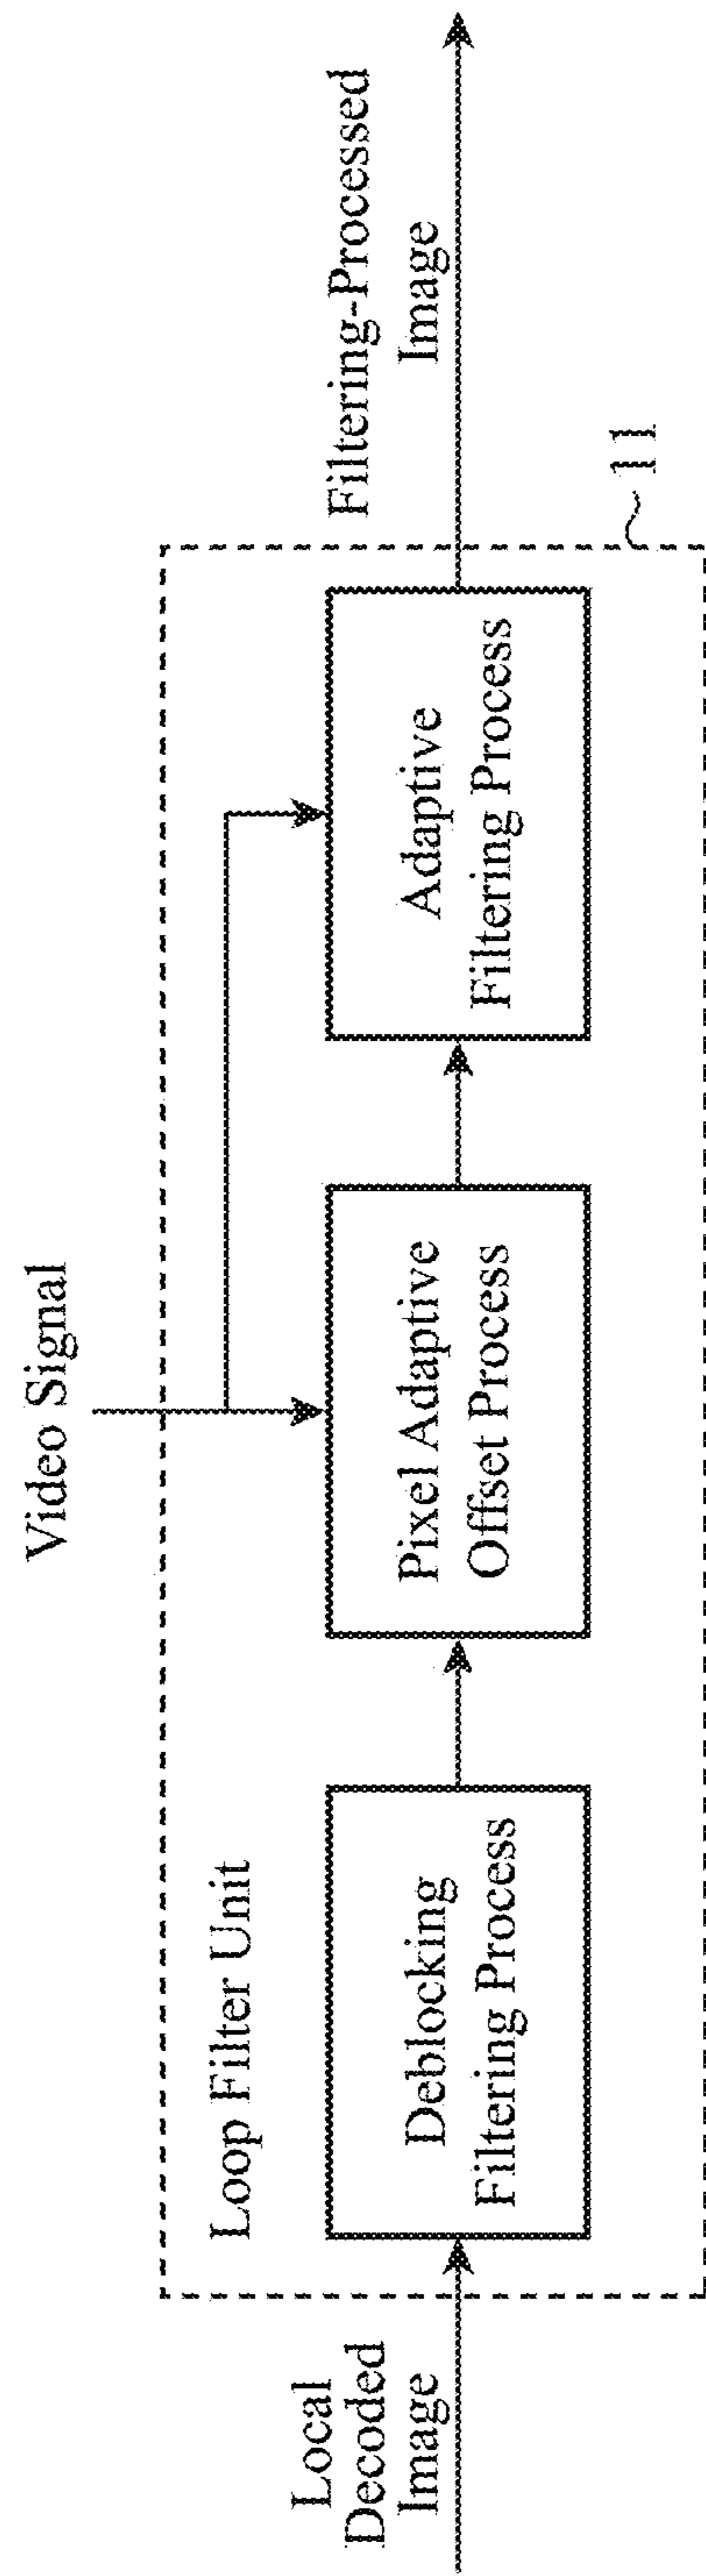 Video Signal
Loop Filter Unit
Local
Decoded
Image
Deblocking
Filtering Process
Pixel Adaptive
Offset Process
Adaptive
Filtering Process
Filtering-Processed
Image
11